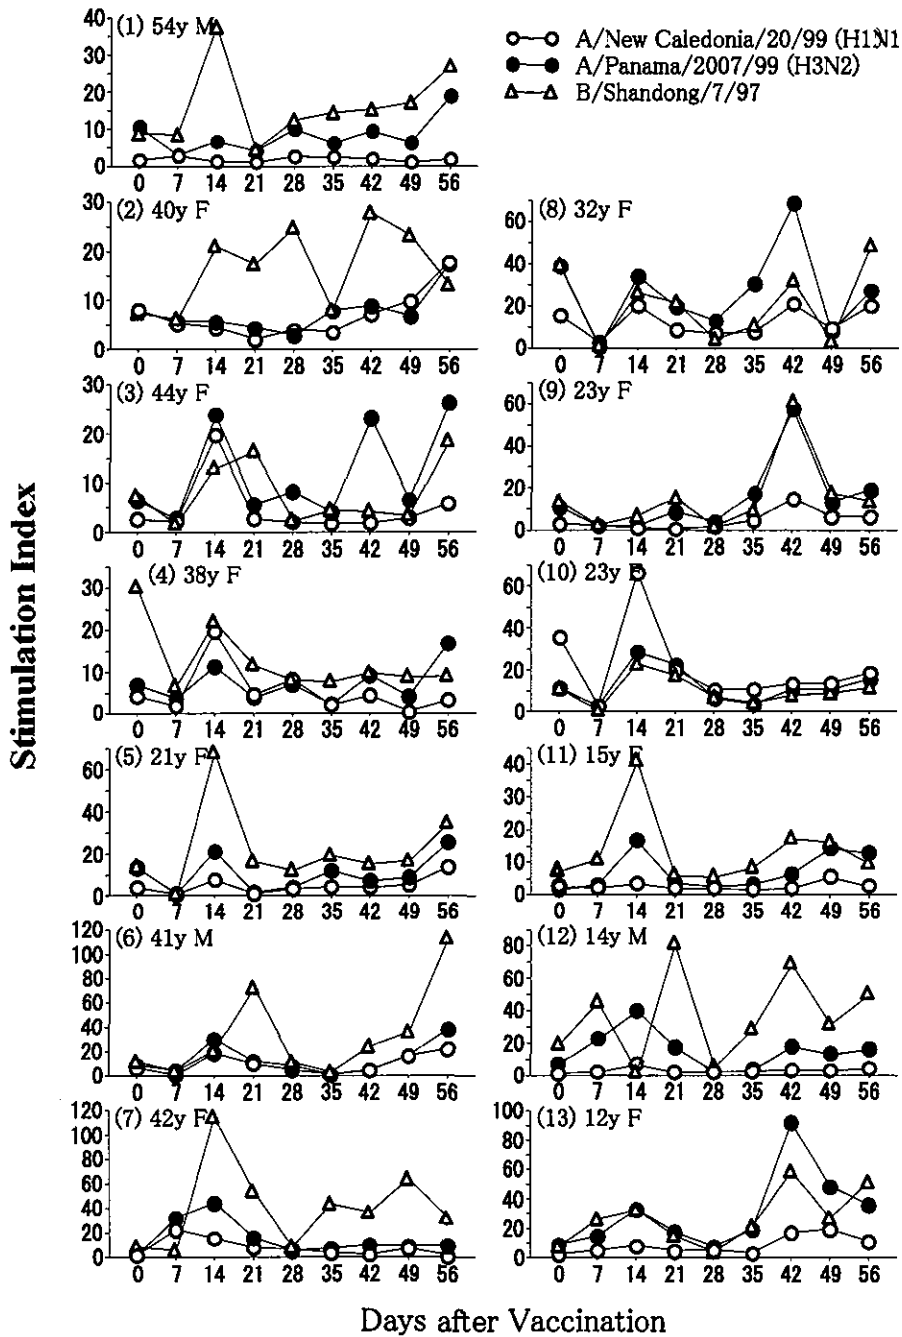 (1) 54y M
40
30
20
10
0
0 7 14 21 28 35 42 49 56
A/New Caledonia/20/99 (H1N1
A/Panama/2007/99 (H3N2)
B/Shandong/7/97
(2) 40y F
30
20
10
0
0 7 14 21 28 35 42 49 56
(3) 44y F
30
20
10
0
0 7 14 21 28 35 42 49 56
(4) 38y F
30
20
10
0
0 7 14 21 28 35 42 49 56
(5) 21y F
60
40
20
0
0 7 14 21 28 35 42 49 56
(6) 41y M
120
100
80
60
40
20
0
0 7 14 21 28 35 42 49 56
(7) 42y F
120
100
80
60
40
20
0
0 7 14 21 28 35 42 49 56
(8) 32y F
60
40
20
0
0 7 14 21 28 35 42 49 56
(9) 23y F
60
40
20
0
0 7 14 21 28 35 42 49 56
(10) 23y F
60
40
20
0
0 7 14 21 28 35 42 49 56
(11) 15y F
40
30
20
10
0
0 7 14 21 28 35 42 49 56
(12) 14y M
80
60
40
20
0
0 7 14 21 28 35 42 49 56
(13) 12y F
100
80
60
40
20
0
0 7 14 21 28 35 42 49 56
Stimulation Index
Days after Vaccination